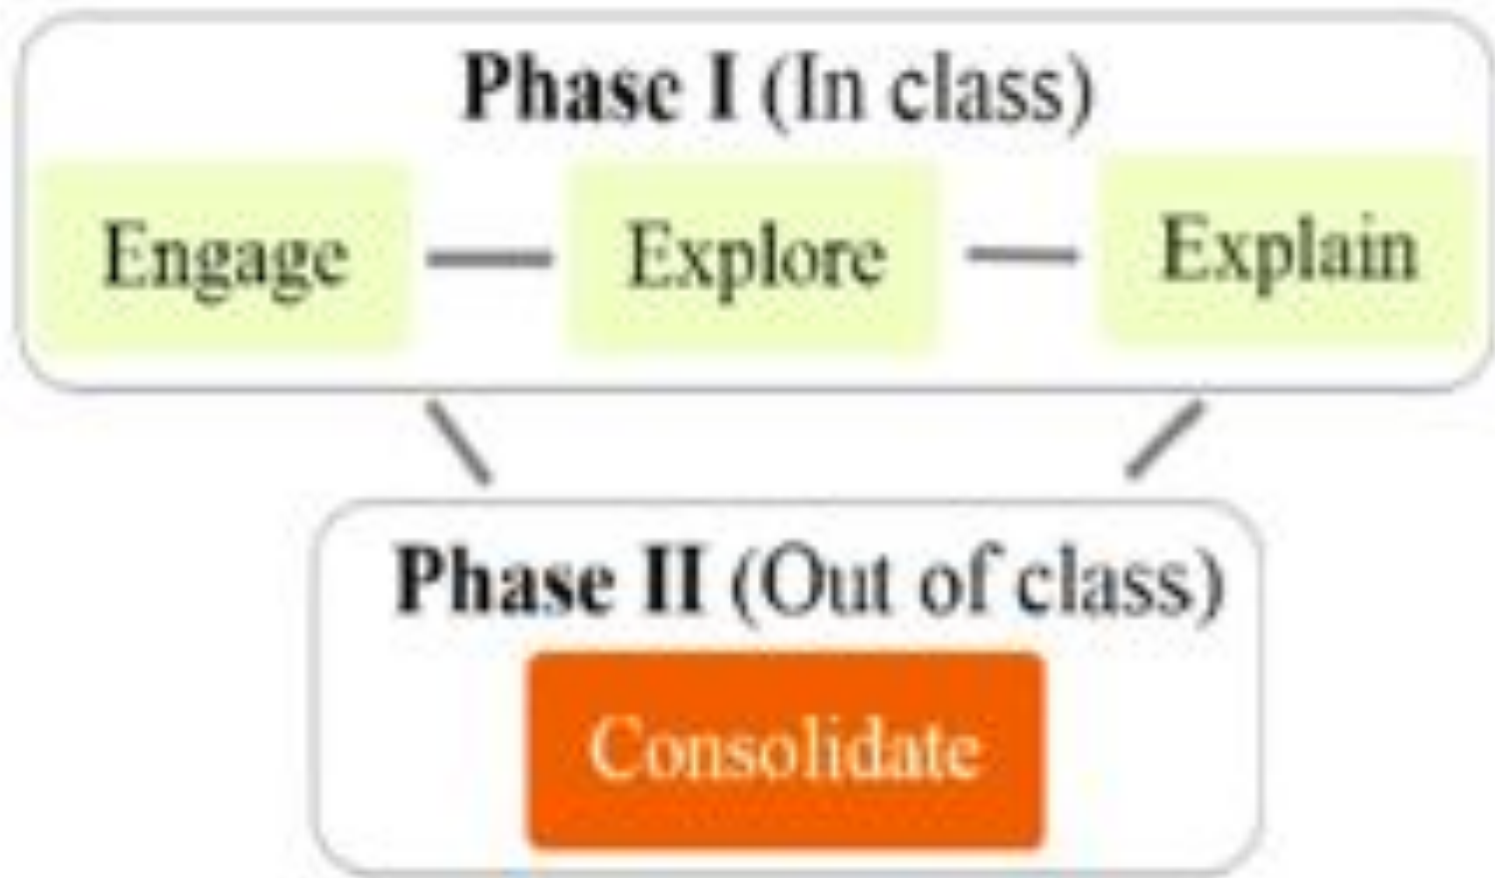 Phase I (In class)
Engage Explore Explain
Phase II (Out of class)
Consolidate